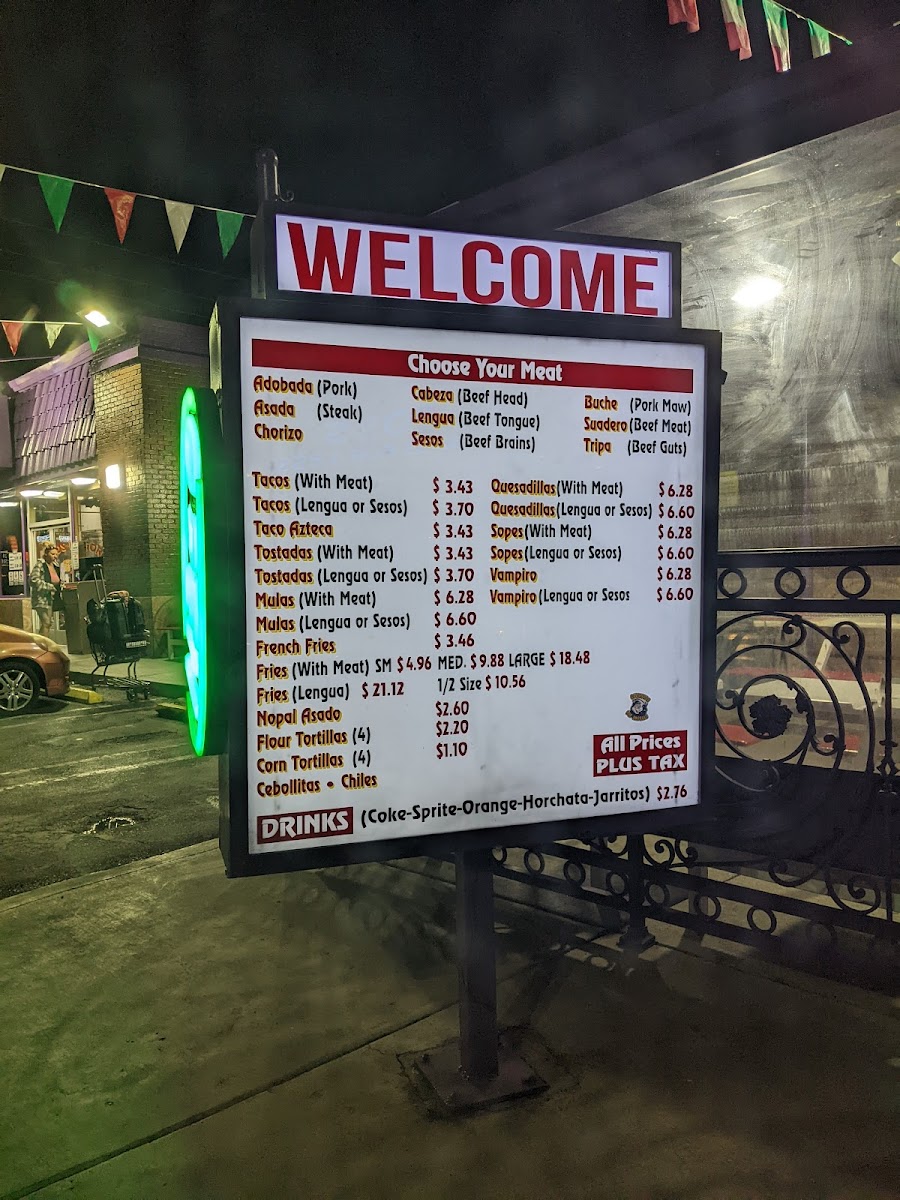 WELCOME
Choose Your Meat
Adobada (Pork)
Asada (Steak)
Chorizo
Cabeza (Beef Head)
Lengua (Beef Tongue)
Sesos (Beef Brains)
Buche (Pork Maw)
Suadero (Beef Meat)
Tripa (Beef Guts)
Tacos (With Meat) $ 3.43
Tacos (Lengua or Sesos) $ 3.70
Taco Azteca $ 3.43
Tostadas (With Meat) $ 3.43
Tostadas (Lengua or Sesos) $ 3.70
Mulas (With Meat) $ 6.28
Mulas (Lengua or Sesos) $ 6.60
French Fries $ 3.46
Fries (With Meat) SM $ 4.96 MED. $ 9.88 LARGE $ 18.48
Fries (Lengua) $ 21.12 1/2 Size $ 10.56
Nopal Asado $2.60
Flour Tortillas (4) $2.20
Corn Tortillas (4) $1.10
Cebollitas • Chiles
Quesadillas (With Meat) $ 6.28
Quesadillas (Lengua or Sesos) $ 6.60
Sopes (With Meat) $ 6.28
Sopes (Lengua or Sesos) $ 6.60
Vampiro $ 6.28
Vampiro (Lengua or Sesos $ 6.60
All Prices
PLUS TAX
DRINKS (Coke-Sprite-Orange-Horchata-Jarritos) $2.76